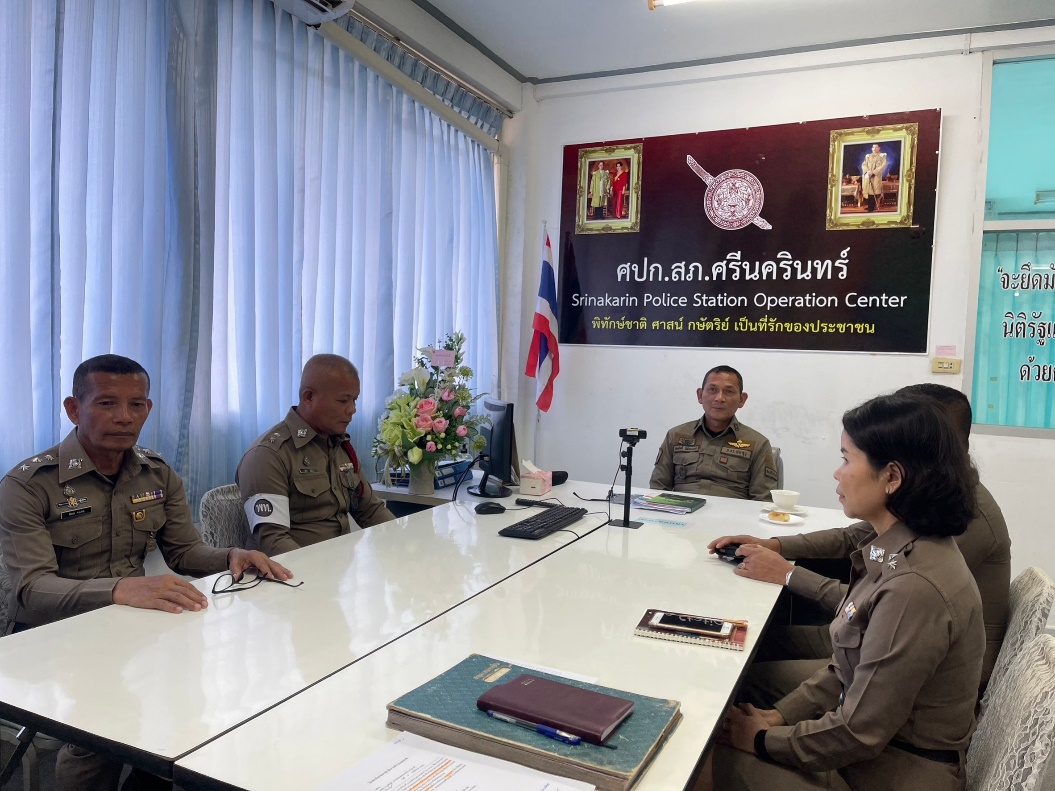 ศปก.สภ.ศรีนครินทร์
Srinakarin Police Station Operation Center
พิทักษ์ชาติ ศาสน์ กษัตริย์ เป็นที่รักของประชาชน
"จะยึดมั
นิติรัฐแ
ด้วย